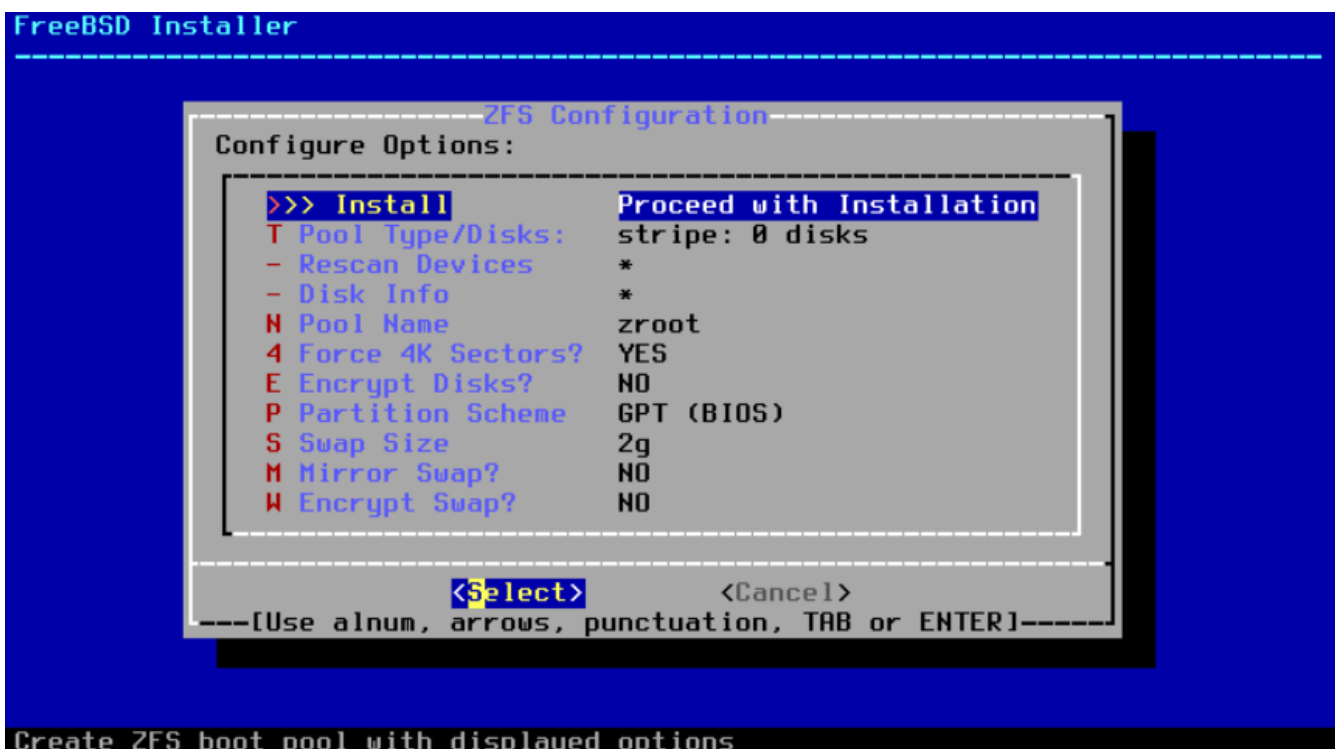 FreeBSD Installer
ZFS Configuration
Configure Options:
>>> Install Proceed with Installation
T Pool Type/Disks: stripe: 0 disks
- Rescan Devices *
- Disk Info *
N Pool Name zroot
4 Force 4K Sectors? YES
E Encrypt Disks? NO
P Partition Scheme GPT (BIOS)
S Swap Size 2g
M Mirror Swap? NO
W Encrypt Swap? NO
<Select> <Cancel>
[Use alnum, arrows, punctuation, TAB or ENTER]
Create ZFS boot pool with displayed options